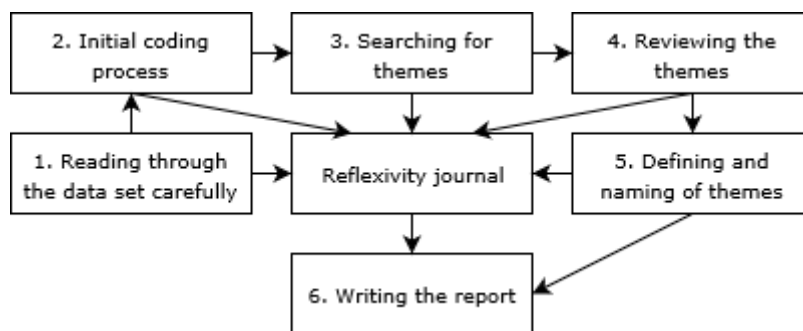 2. Initial coding
process
3. Searching for
themes
4. Reviewing the
themes
1. Reading through
the data set carefully
Reflexivity journal
5. Defining and
naming of themes
6. Writing the report